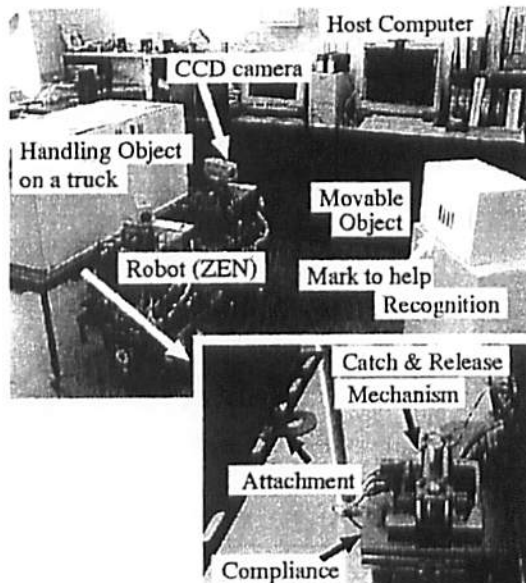 Host Computer
CCD camera
Handling Object
on a truck
Movable
Object
Robot (ZEN)
Mark to help
Recognition
Catch & Release
Mechanism
Attachment
Compliance